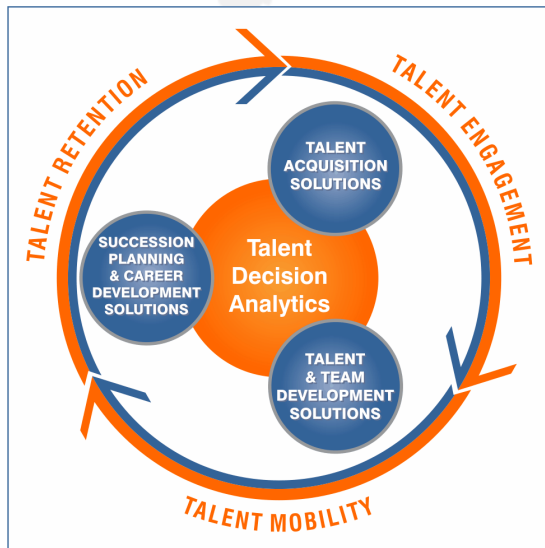 TALENT RETENTION
TALENT ENGAGEMENT
TALENT
ACQUISITION
SOLUTIONS
SUCCESSION
PLANNING
& CAREER
DEVELOPMENT
SOLUTIONS
Talent
Decision
Analytics
TALENT
& TEAM
DEVELOPMENT
SOLUTIONS
TALENT MOBILITY